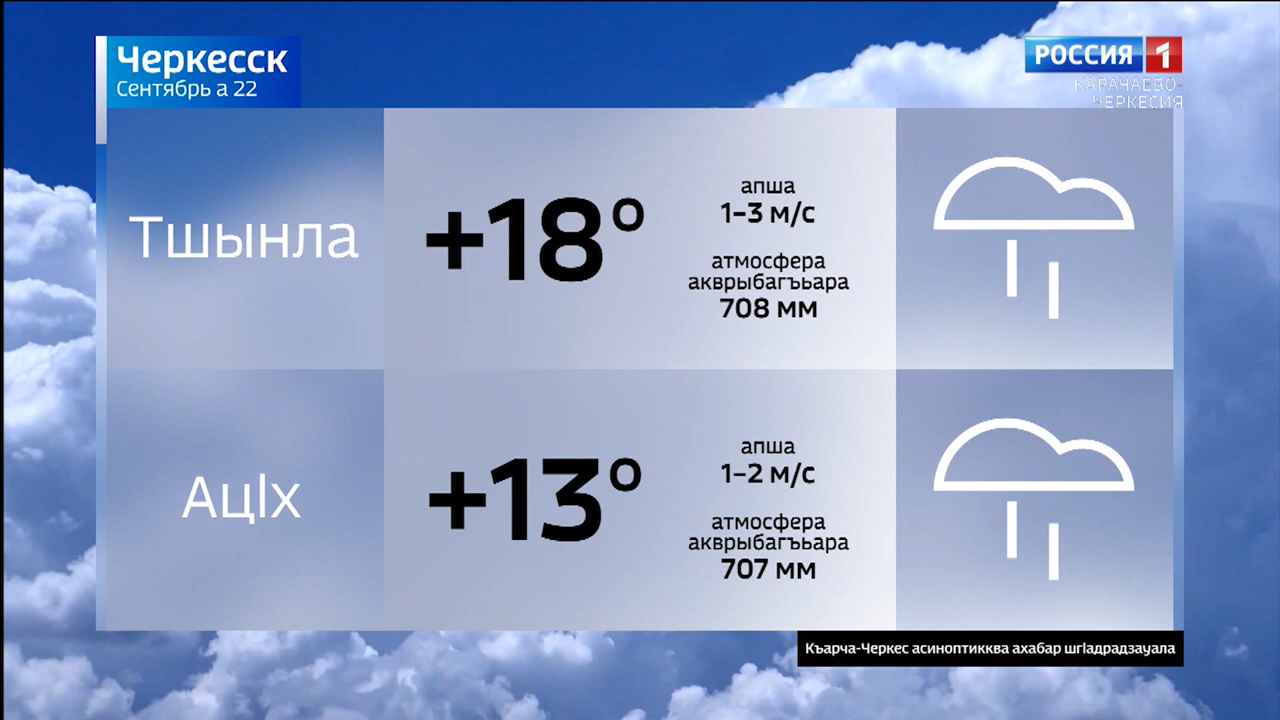 Черкесск
Сентябрь а 22
РОССИЯ 1
КАРАЧАЕВО-
ЧЕРКЕСИЯ
Тшынла
+18°
апша
1-3 м/с
атмосфера
акврыбагъьара
708 мм
АцӀх
+13°
апша
1-2 м/с
атмосфера
акврыбагъьара
707 мм
Къарча-Черкес асиноптикква ахабар шгӀадрадзауала